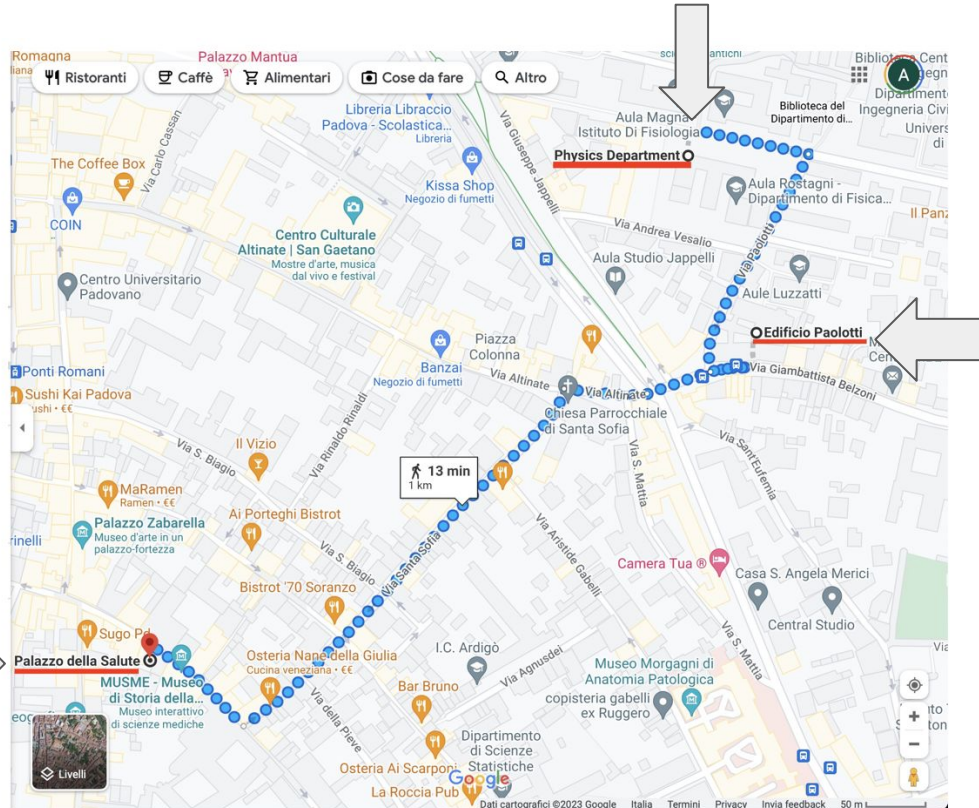 Romagna
liana
Palazzo Mantua
Ristoranti
Caffè
Alimentari
Cose da fare
Altro
A
Libreria Libraccio
Padova - Scolastica...
Libreria
Via Carlo Cassan
The Coffee Box
COIN
Kissa Shop
Negozio di fumetti
Via Giuseppe Jappelli
Aula Magna
Istituto Di Fisiologia
Physics Department
Biblioteca del
Dipartimento di...
Ingegneria Civi
Univers
di
Aula Rostagni -
Dipartimento di Fisica...
Il Panz
Centro Culturale
Altinate | San Gaetano
Mostre d'arte, musica
dal vivo e festival
Via Andrea Vesalio
Aula Studio Jappelli
Via Paolotti
Aule Luzzatti
Centro Universitario
Padovano
Edificio Paolotti
Piazza
Colonna
Banzai
Negozio di fumetti
Via Altinate
Via Altinate
Via Giambattista Belzoni
Ponti Romani
Sushi Kai Padova
Chiesa Parrocchiale
di Santa Sofia
Via Rinaldo Rinaldi
Via S. Biagio
Il Vizio
Via S. Mattia
Via Sant'Eufemia
13 min
1 km
MaRamen
Ramen • €€
Ai Porteghi Bistrot
Palazzo Zabarella
Museo d'arte in un
palazzo-fortezza
Via S. Biagio
Via Santa Sofia
Via Aristide Gabelli
Bistrot '70 Soranzo
Camera Tua ®
Casa S. Angela Merici
Central Studio
Sugo Pd
Palazzo della Salute
MUSME - Museo
di Storia della...
Museo interattivo
di scienze mediche
Osteria Nane della Giulia
Cucina veneziana • €€
I.C. Ardigò
Via Agnusdei
Via S. Mattia
Museo Morgagni di
Anatomia Patologica
copisteria gabelli
ex Ruggero
Bar Bruno
Via della Pieve
Dipartimento
di Scienze
Statistiche
Osteria Ai Scarponi
La Roccia Pub
Livelli
Google
Dati cartografici ©2023 Google
Italia
Termini
Privacy
Invia feedback
50 m